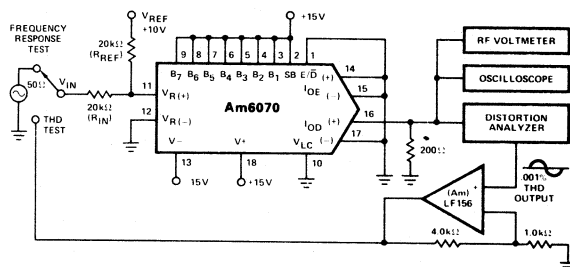 FREQUENCY
RESPONSE
TEST
VREF
+10V
20kΩ
(RREF)
+15V
9 8 7 6 5 4 3 2 1
B7 B6 B5 B4 B3 B2 B1 SB E/D̅
50Ω
VIN
20kΩ
(RIN)
THD
TEST
11
VR(+)
12
VR(−)
Am6070
(+) 14
IOE
(−) 15
IOD (+) 16
(−) 17
V−
V+
VLC
13
18
10
15V
+15V
200Ω
RF VOLTMETER
OSCILLOSCOPE
DISTORTION
ANALYZER
.001%
THD
OUTPUT
(Am)
LF156
+
4.0kΩ
1.0kΩ